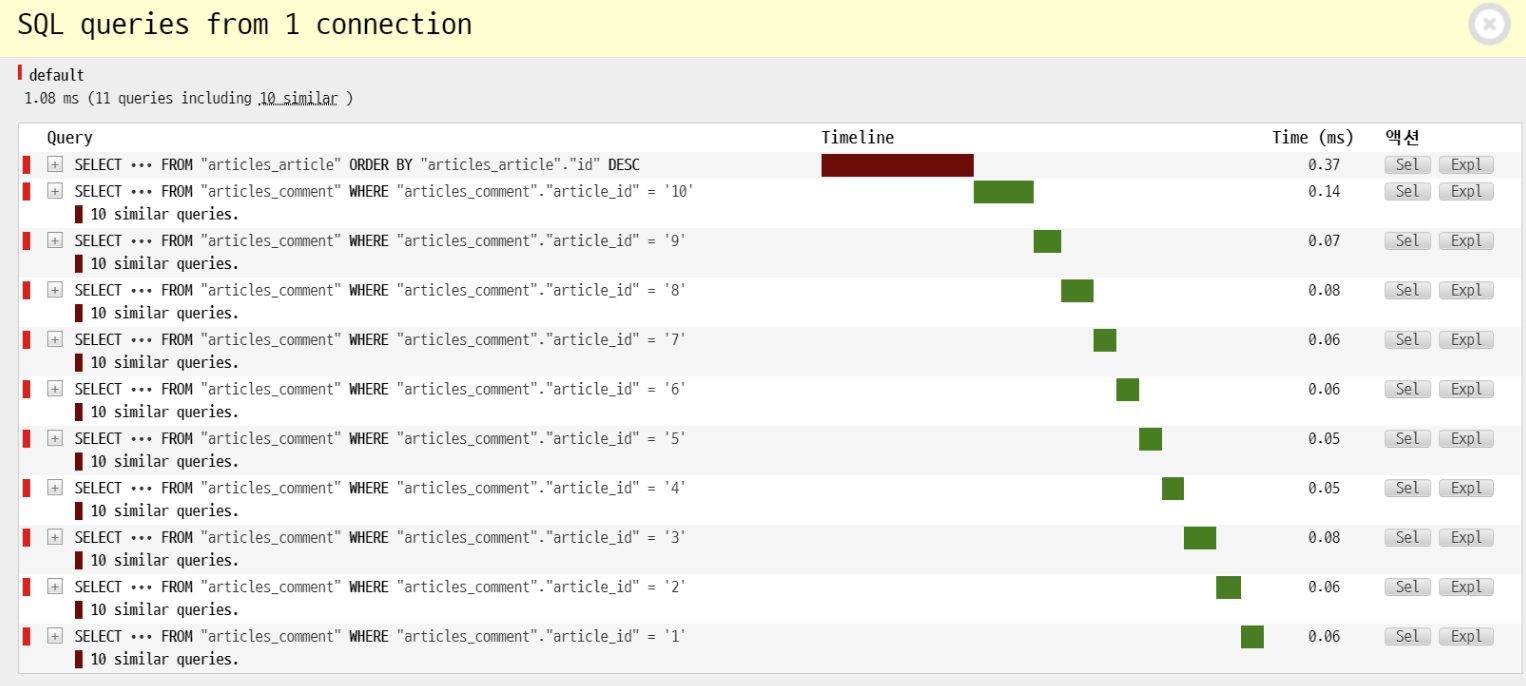 SQL queries from 1 connection
default
1.08 ms (11 queries including 10 similar )
Query Timeline Time (ms) 액션
+ SELECT ••• FROM "articles_article" ORDER BY "articles_article"."id" DESC 0.37 Sel Expl
+ SELECT ••• FROM "articles_comment" WHERE "articles_comment"."article_id" = '10' 0.14 Sel Expl
10 similar queries.
+ SELECT ••• FROM "articles_comment" WHERE "articles_comment"."article_id" = '9' 0.07 Sel Expl
10 similar queries.
+ SELECT ••• FROM "articles_comment" WHERE "articles_comment"."article_id" = '8' 0.08 Sel Expl
10 similar queries.
+ SELECT ••• FROM "articles_comment" WHERE "articles_comment"."article_id" = '7' 0.06 Sel Expl
10 similar queries.
+ SELECT ••• FROM "articles_comment" WHERE "articles_comment"."article_id" = '6' 0.06 Sel Expl
10 similar queries.
+ SELECT ••• FROM "articles_comment" WHERE "articles_comment"."article_id" = '5' 0.05 Sel Expl
10 similar queries.
+ SELECT ••• FROM "articles_comment" WHERE "articles_comment"."article_id" = '4' 0.05 Sel Expl
10 similar queries.
+ SELECT ••• FROM "articles_comment" WHERE "articles_comment"."article_id" = '3' 0.08 Sel Expl
10 similar queries.
+ SELECT ••• FROM "articles_comment" WHERE "articles_comment"."article_id" = '2' 0.06 Sel Expl
10 similar queries.
+ SELECT ••• FROM "articles_comment" WHERE "articles_comment"."article_id" = '1' 0.06 Sel Expl
10 similar queries.